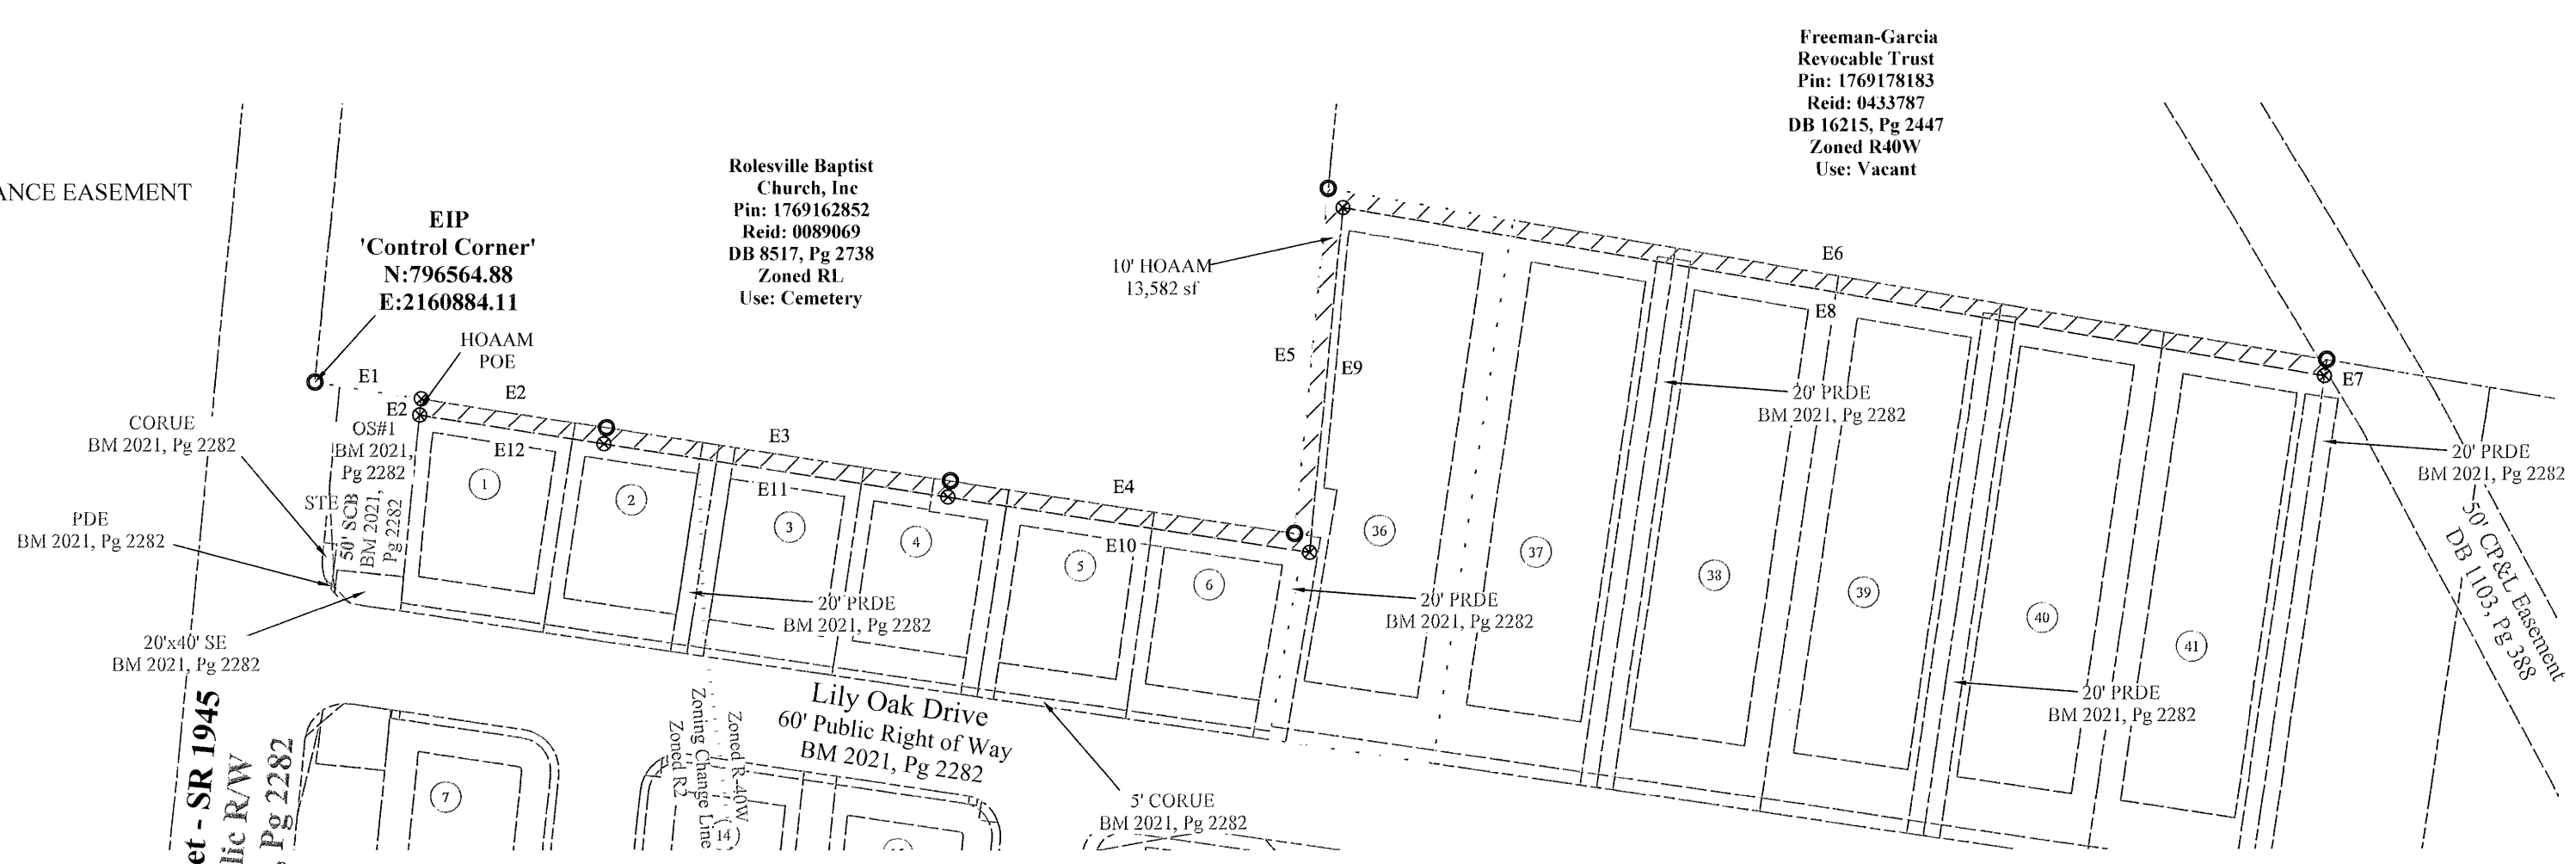 Freeman-Garcia
Revocable Trust
Pin: 1769178183
Reid: 0433787
DB 16215, Pg 2447
Zoned R40W
Use: Vacant
Rolesville Baptist
Church, Inc
Pin: 1769162852
Reid: 0089069
DB 8517, Pg 2738
Zoned RL
Use: Cemetery
ANCE EASEMENT
EIP
'Control Corner'
N:796564.88
E:2160884.11
HOAAM
POE
10' HOAAM
13,582 sf
E1
E2
E2
E3
E4
E5
E6
E7
E8
E9
E10
E11
E12
CORUE
BM 2021, Pg 2282
OS#1
BM 2021,
Pg 2282
STE
50' SCB
BM 2021,
Pg 2282
PDE
BM 2021, Pg 2282
20'x40' SE
BM 2021, Pg 2282
1
2
3
4
5
6
36
37
38
39
40
41
20' PRDE
BM 2021, Pg 2282
20' PRDE
BM 2021, Pg 2282
20' PRDE
BM 2021, Pg 2282
20' PRDE
BM 2021, Pg 2282
20' PRDE
BM 2021, Pg 2282
50' CP&L Easement
DB 1103, Pg 388
Lily Oak Drive
60' Public Right of Way
BM 2021, Pg 2282
5' CORUE
BM 2021, Pg 2282
Zoned R-40W
Zoning Change Line
Zoned R2
et - SR 1945
lic R/W
Pg 2282
7
14